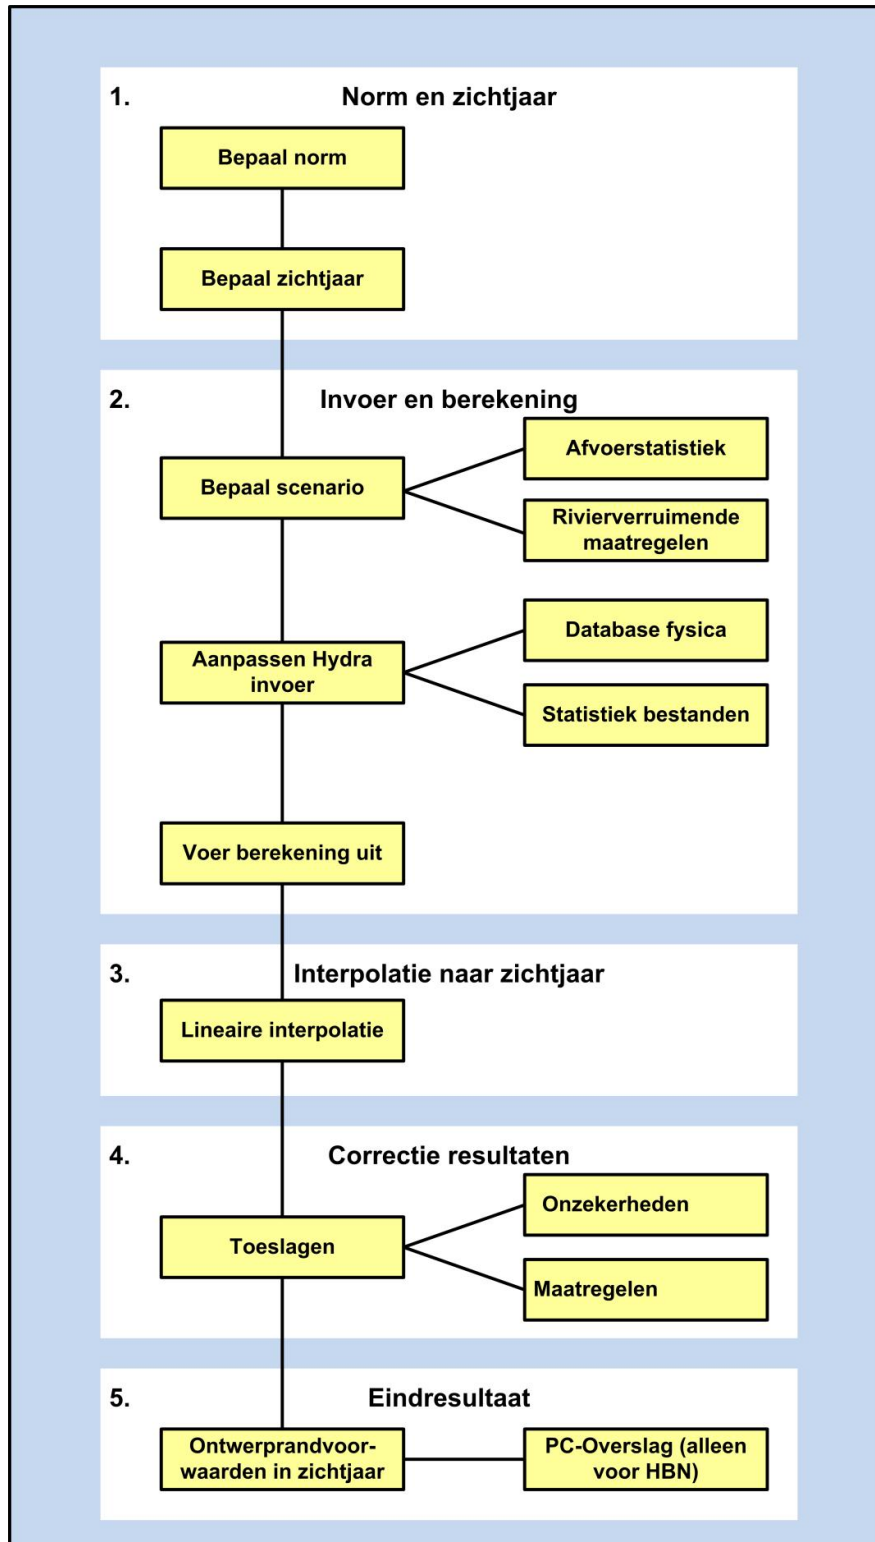 1.
Norm en zichtjaar
Bepaal norm
Bepaal zichtjaar
2.
Invoer en berekening
Afvoerstatistiek
Bepaal scenario
Rivierverruimende
maatregelen
Database fysica
Aanpassen Hydra
invoer
Statistiek bestanden
Voer berekening uit
3.
Interpolatie naar zichtjaar
Lineaire interpolatie
4.
Correctie resultaten
Onzekerheden
Toeslagen
Maatregelen
5.
Eindresultaat
Ontwerprandvoor-
waarden in zichtjaar
PC-Overslag (alleen
voor HBN)